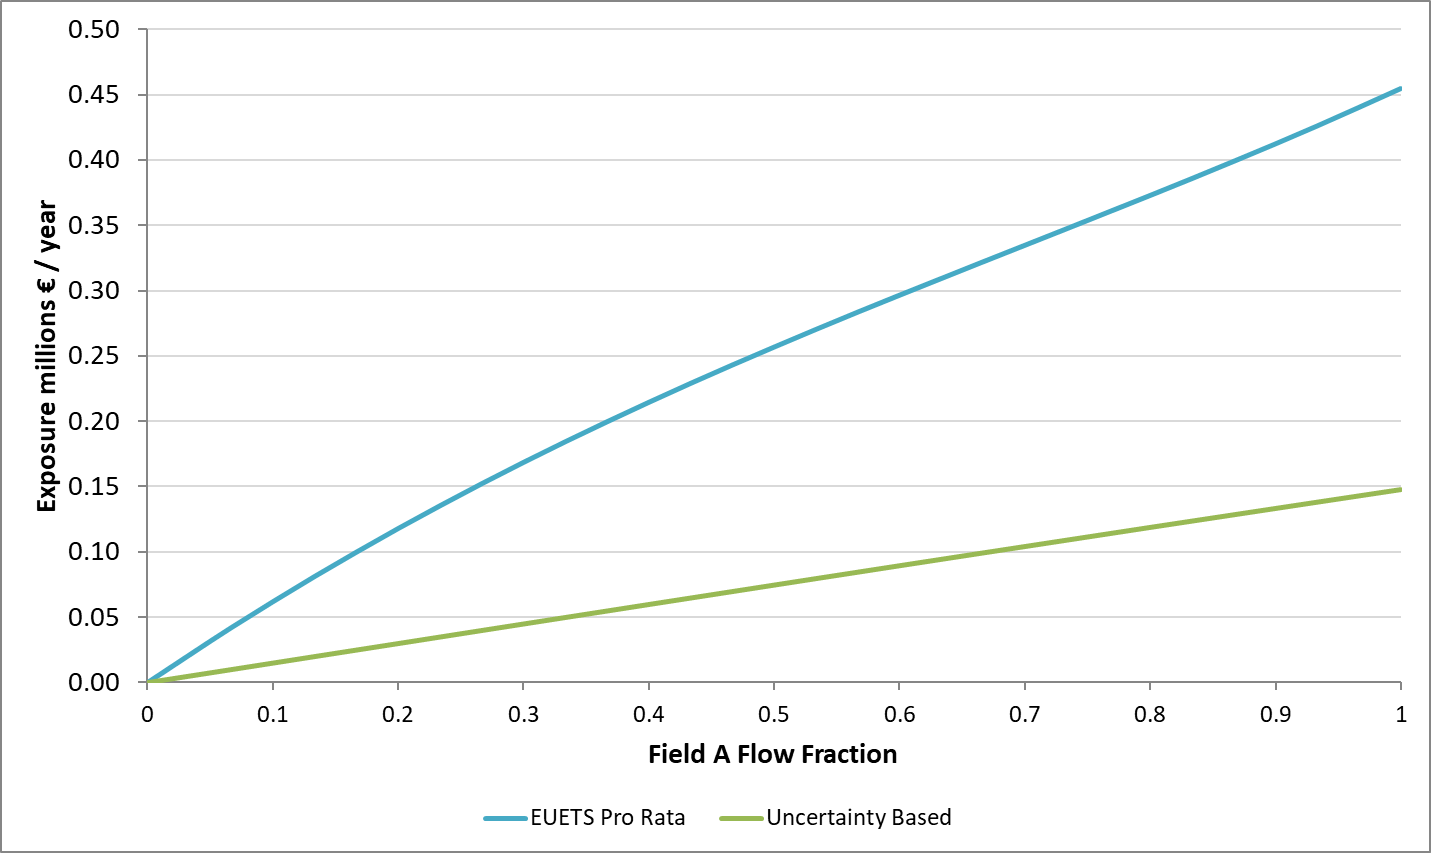 0.50
0.45
0.40
0.35
0.30
0.25
0.20
0.15
0.10
0.05
0.00
Exposure millions € / year
0 0.1 0.2 0.3 0.4 0.5 0.6 0.7 0.8 0.9 1
Field A Flow Fraction
EUETS Pro Rata Uncertainty Based